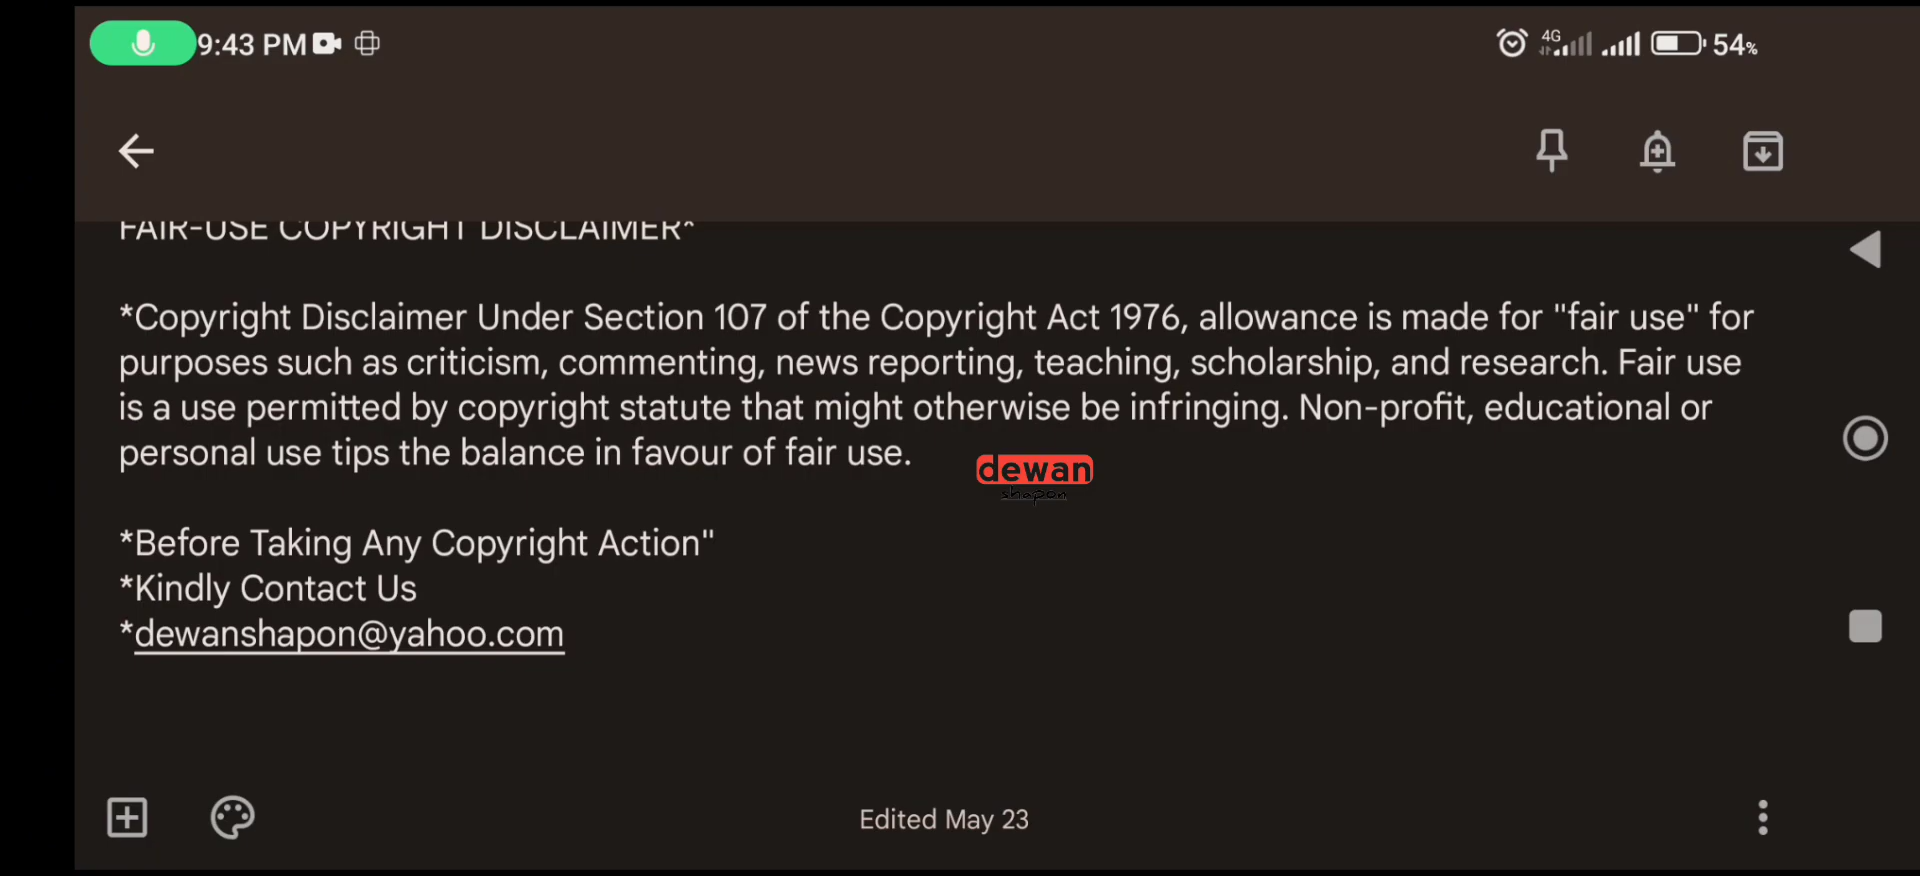 9:43 PM
4G
54%
FAIR-USE COPYRIGHT DISCLAIMER*
*Copyright Disclaimer Under Section 107 of the Copyright Act 1976, allowance is made for "fair use" for
purposes such as criticism, commenting, news reporting, teaching, scholarship, and research. Fair use
is a use permitted by copyright statute that might otherwise be infringing. Non-profit, educational or
personal use tips the balance in favour of fair use.
dewan
shapon
*Before Taking Any Copyright Action"
*Kindly Contact Us
*dewanshapon@yahoo.com
Edited May 23